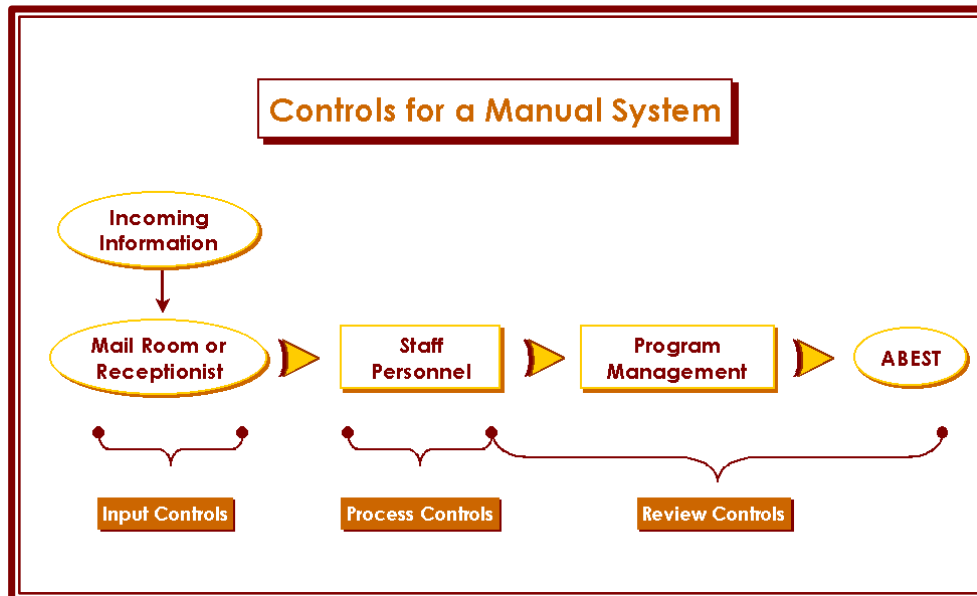 Controls for a Manual System
Incoming
Information
Mail Room or
Receptionist
Staff
Personnel
Program
Management
ABEST
Input Controls
Process Controls
Review Controls